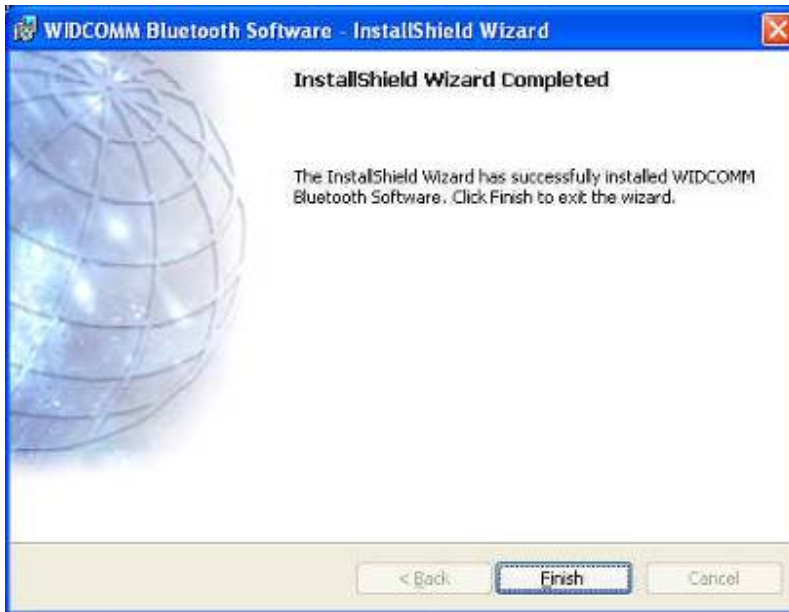 WIDCOMM Bluetooth Software - InstallShield Wizard
InstallShield Wizard Completed
The InstallShield Wizard has successfully installed WIDCOMM
Bluetooth Software. Click Finish to exit the wizard.
< Back Finish Cancel